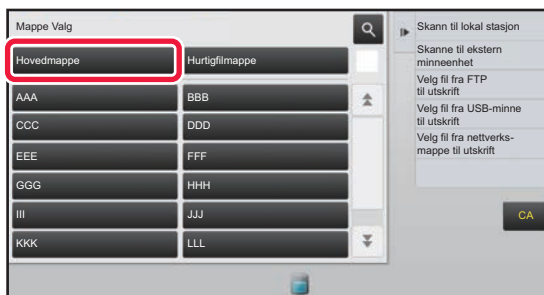 Mappe Valg
Hovedmappe
Hurtigfilmappe
AAA
BBB
CCC
DDD
EEE
FFF
GGG
HHH
III
JJJ
KKK
LLL
Skann til lokal stasjon
Skanne til ekstern
minneenhet
Velg fil fra FTP
til utskrift
Velg fil fra USB-minne
til utskrift
Velg fil fra nettverks-
mappe til utskrift
CA